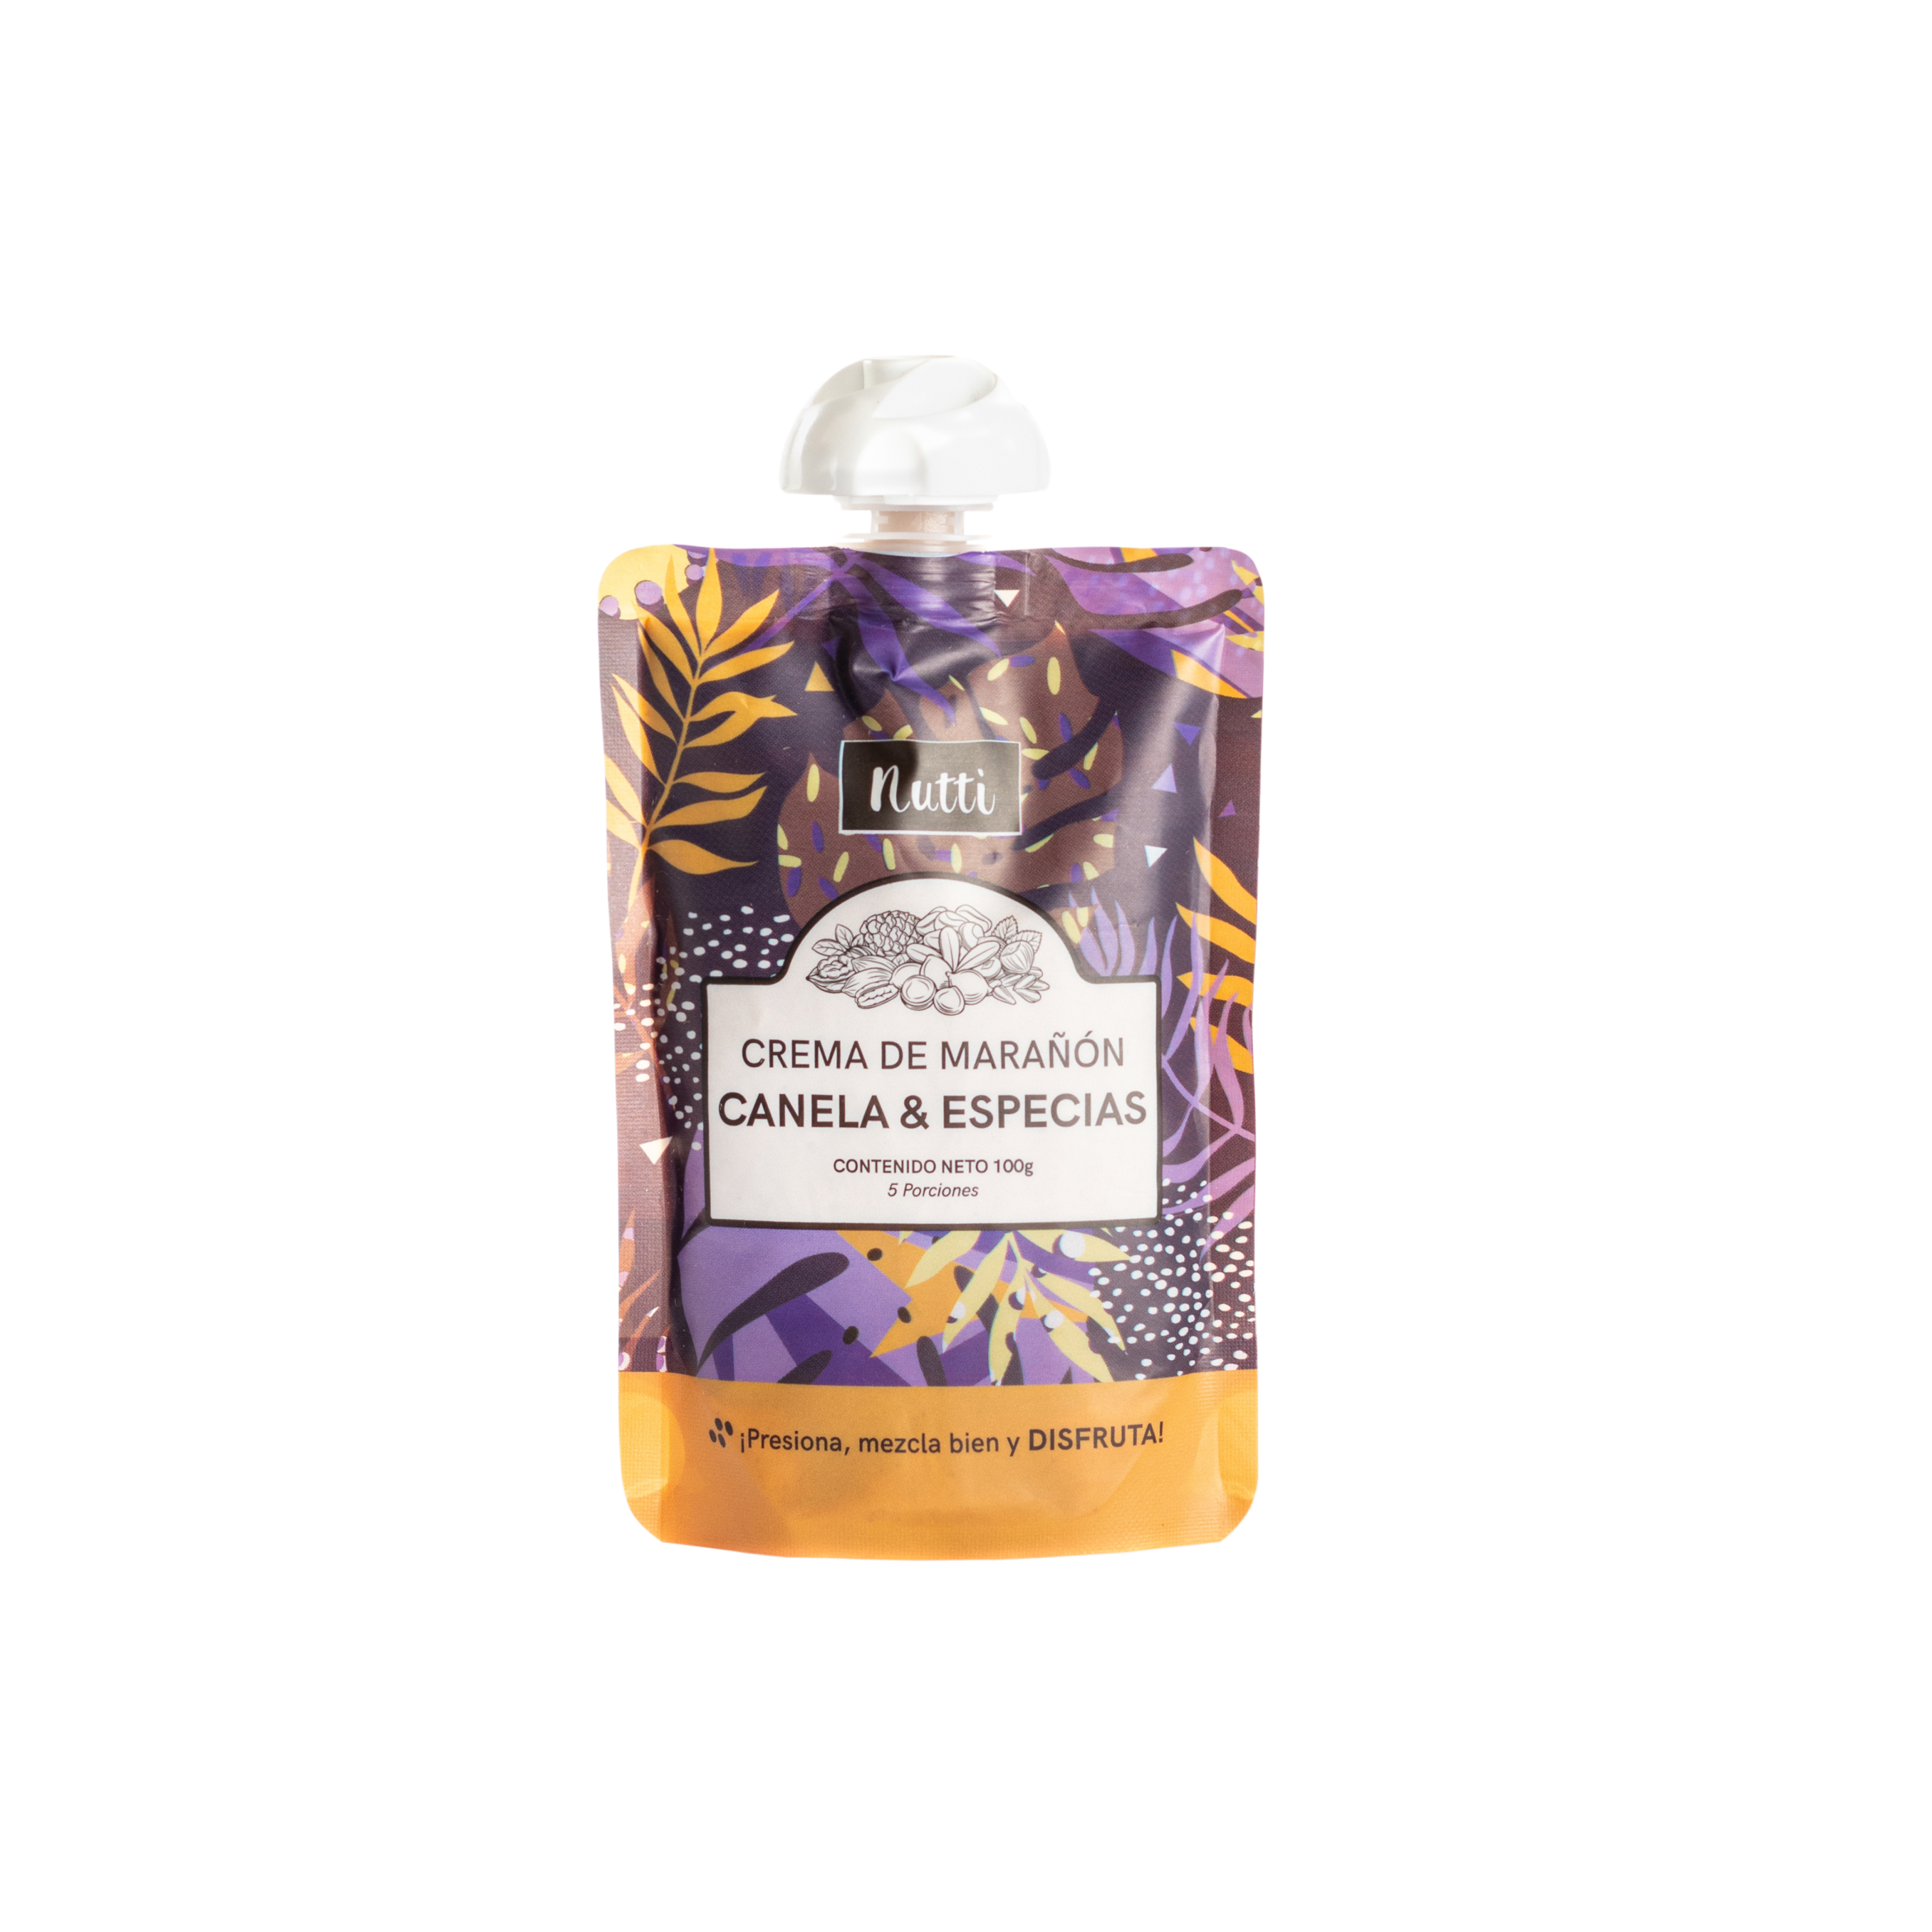 Nutti
CREMA DE MARAÑÓN
CANELA & ESPECIAS
CONTENIDO NETO 100g
5 Porciones
¡Presiona, mezcla bien y DISFRUTA!